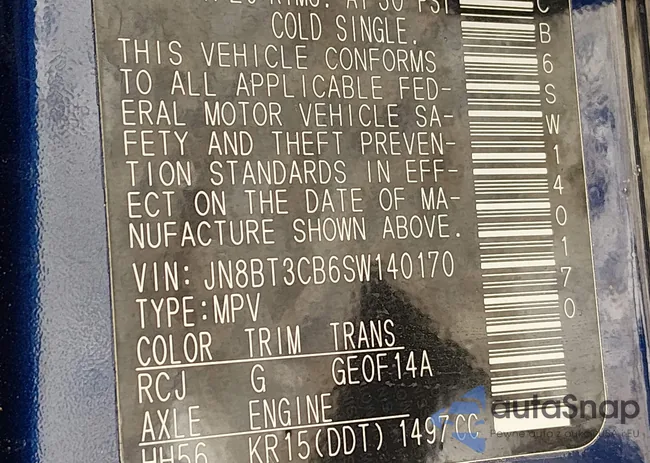 COLD SINGLE.
THIS VEHICLE CONFORMS
TO ALL APPLICABLE FED-
ERAL MOTOR VEHICLE SA-
FETY AND THEFT PREVEN-
TION STANDARDS IN EFF-
ECT ON THE DATE OF MA-
NUFACTURE SHOWN ABOVE.
VIN: JN8BT3CB6SW140170
TYPE:MPV
COLOR TRIM TRANS
RCJ G GEOF14A
AXLE ENGINE
HH56 KR15(DDT) 1497CC
CB6SW140170
autoSnap